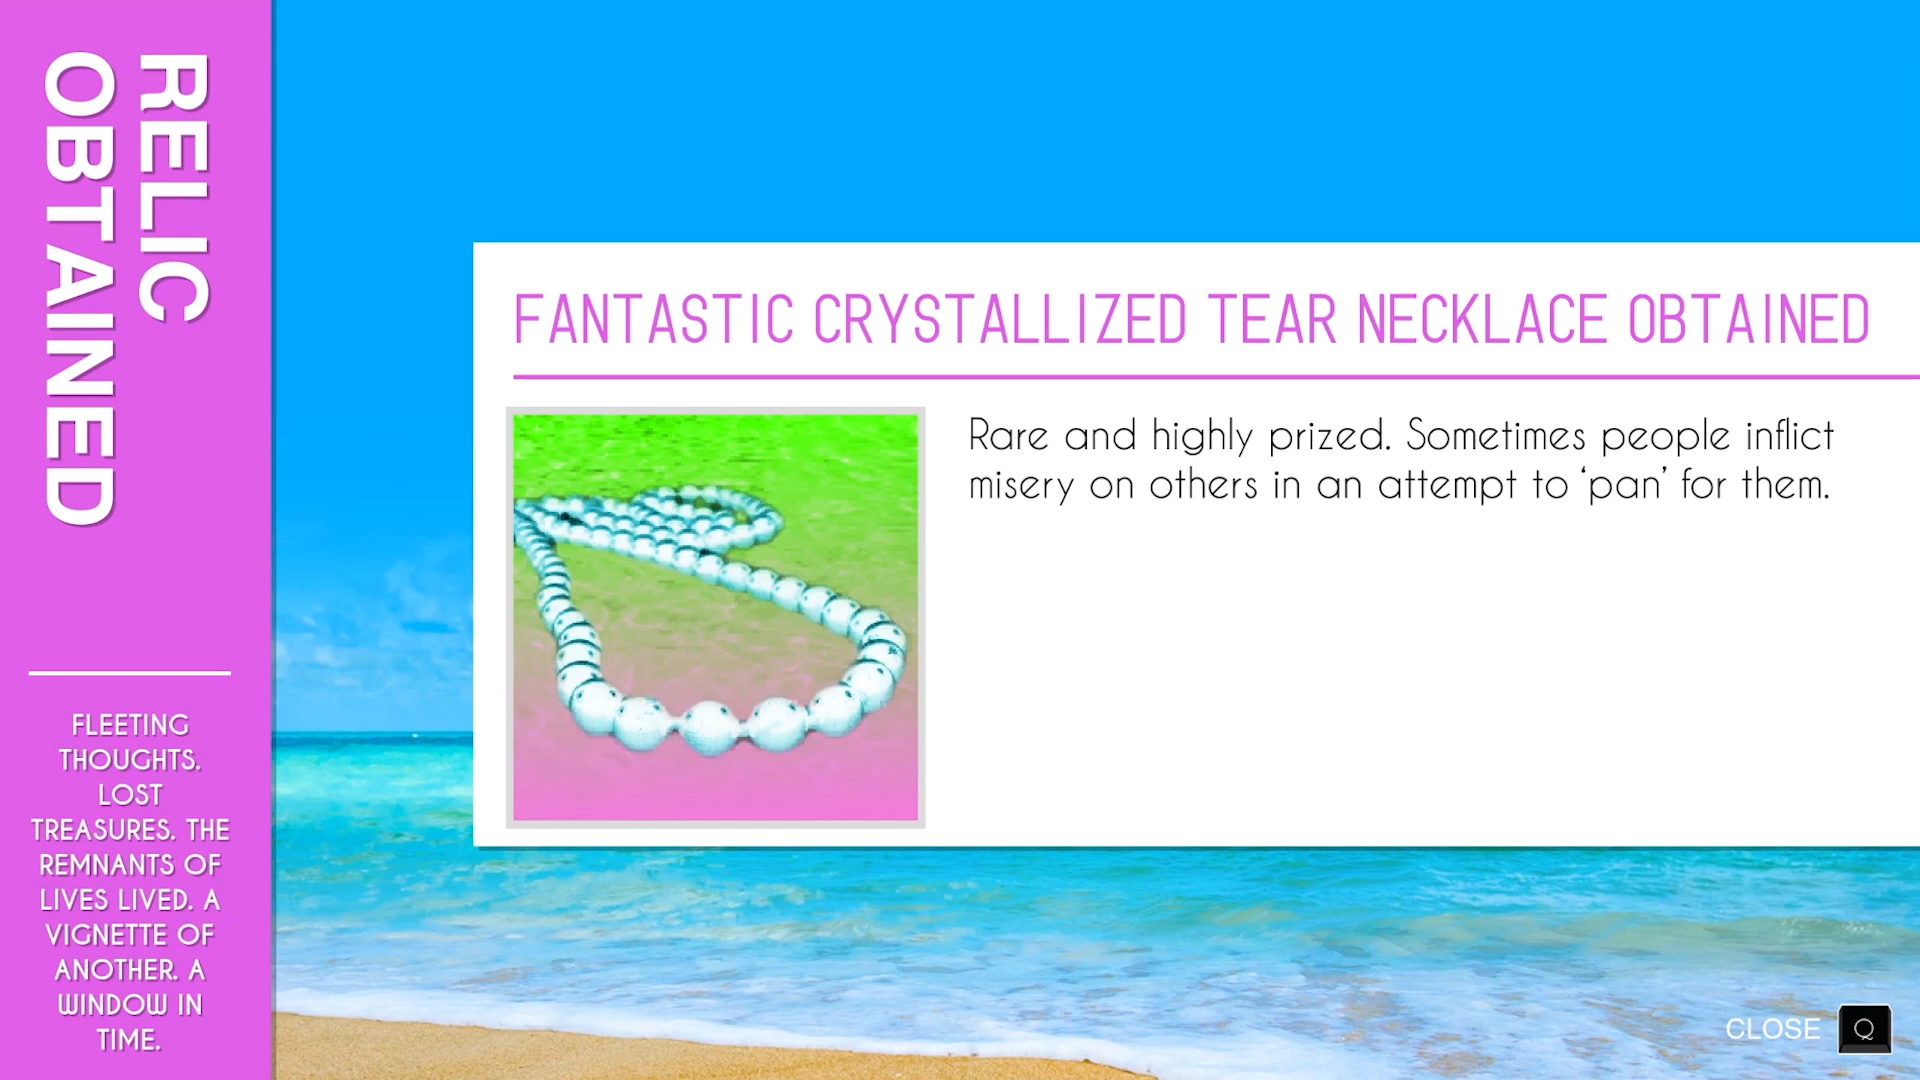 RELIC
OBTAINED
FLEETING
THOUGHTS.
LOST
TREASURES. THE
REMNANTS OF
LIVES LIVED. A
VIGNETTE OF
ANOTHER. A
WINDOW IN
TIME.
FANTASTIC CRYSTALLIZED TEAR NECKLACE OBTAINED
Rare and highly prized. Sometimes people inflict
misery on others in an attempt to ‘pan’ for them.
CLOSE Q